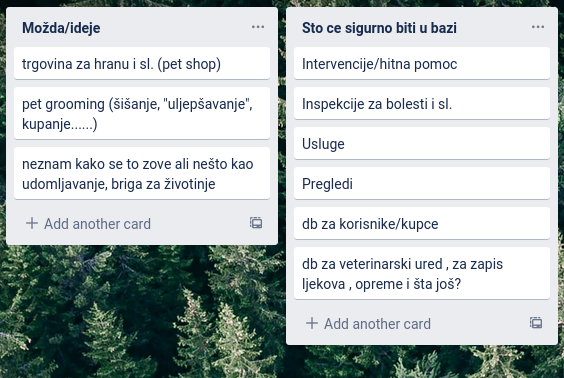 Možda/ideje
trgovina za hranu i sl. (pet shop)
pet grooming (šišanje, "uljepšavanje",
kupanje......)
neznam kako se to zove ali nešto kao
udomljavanje, briga za životinje
Add another card
Sto ce sigurno biti u bazi
Intervencije/hitna pomoc
Inspekcije za bolesti i sl.
Usluge
Pregledi
db za korisnike/kupce
db za veterinarski ured , za zapis
ljekova , opreme i šta još?
Add another card